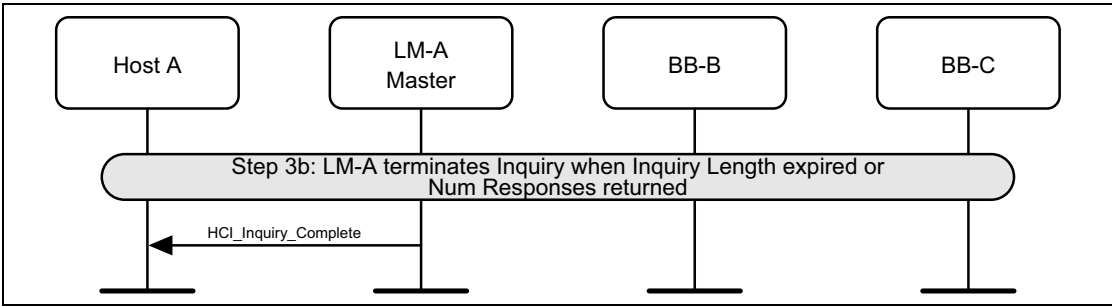 Host A
LM-A
Master
BB-B
BB-C
Step 3b: LM-A terminates Inquiry when Inquiry Length expired or
Num Responses returned
HCI_Inquiry_Complete